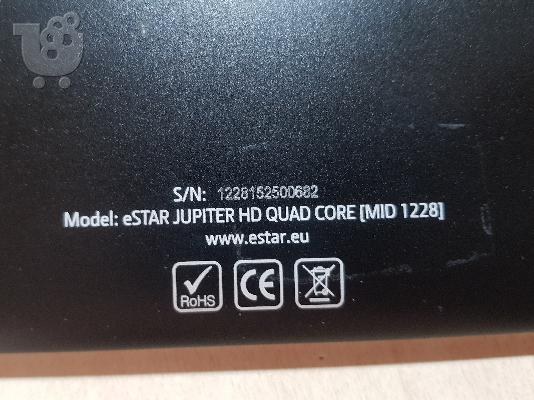 S/N: 1228152500682
Model: eSTAR JUPITER HD QUAD CORE [MID 1228]
www.estar.eu
RoHS CE